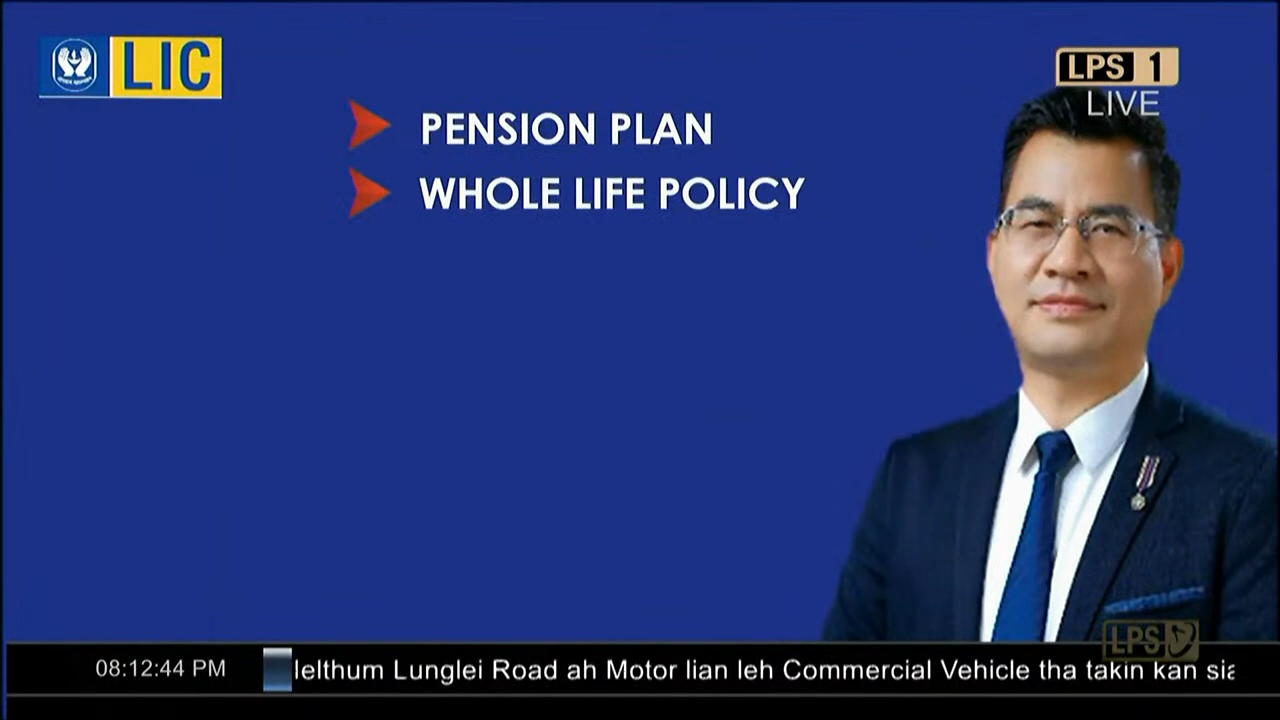 LIC
LPS 1
LIVE
PENSION PLAN
WHOLE LIFE POLICY
LPS
08:12:44 PM
lelthum Lunglei Road ah Motor lian leh Commercial Vehicle tha takin kan